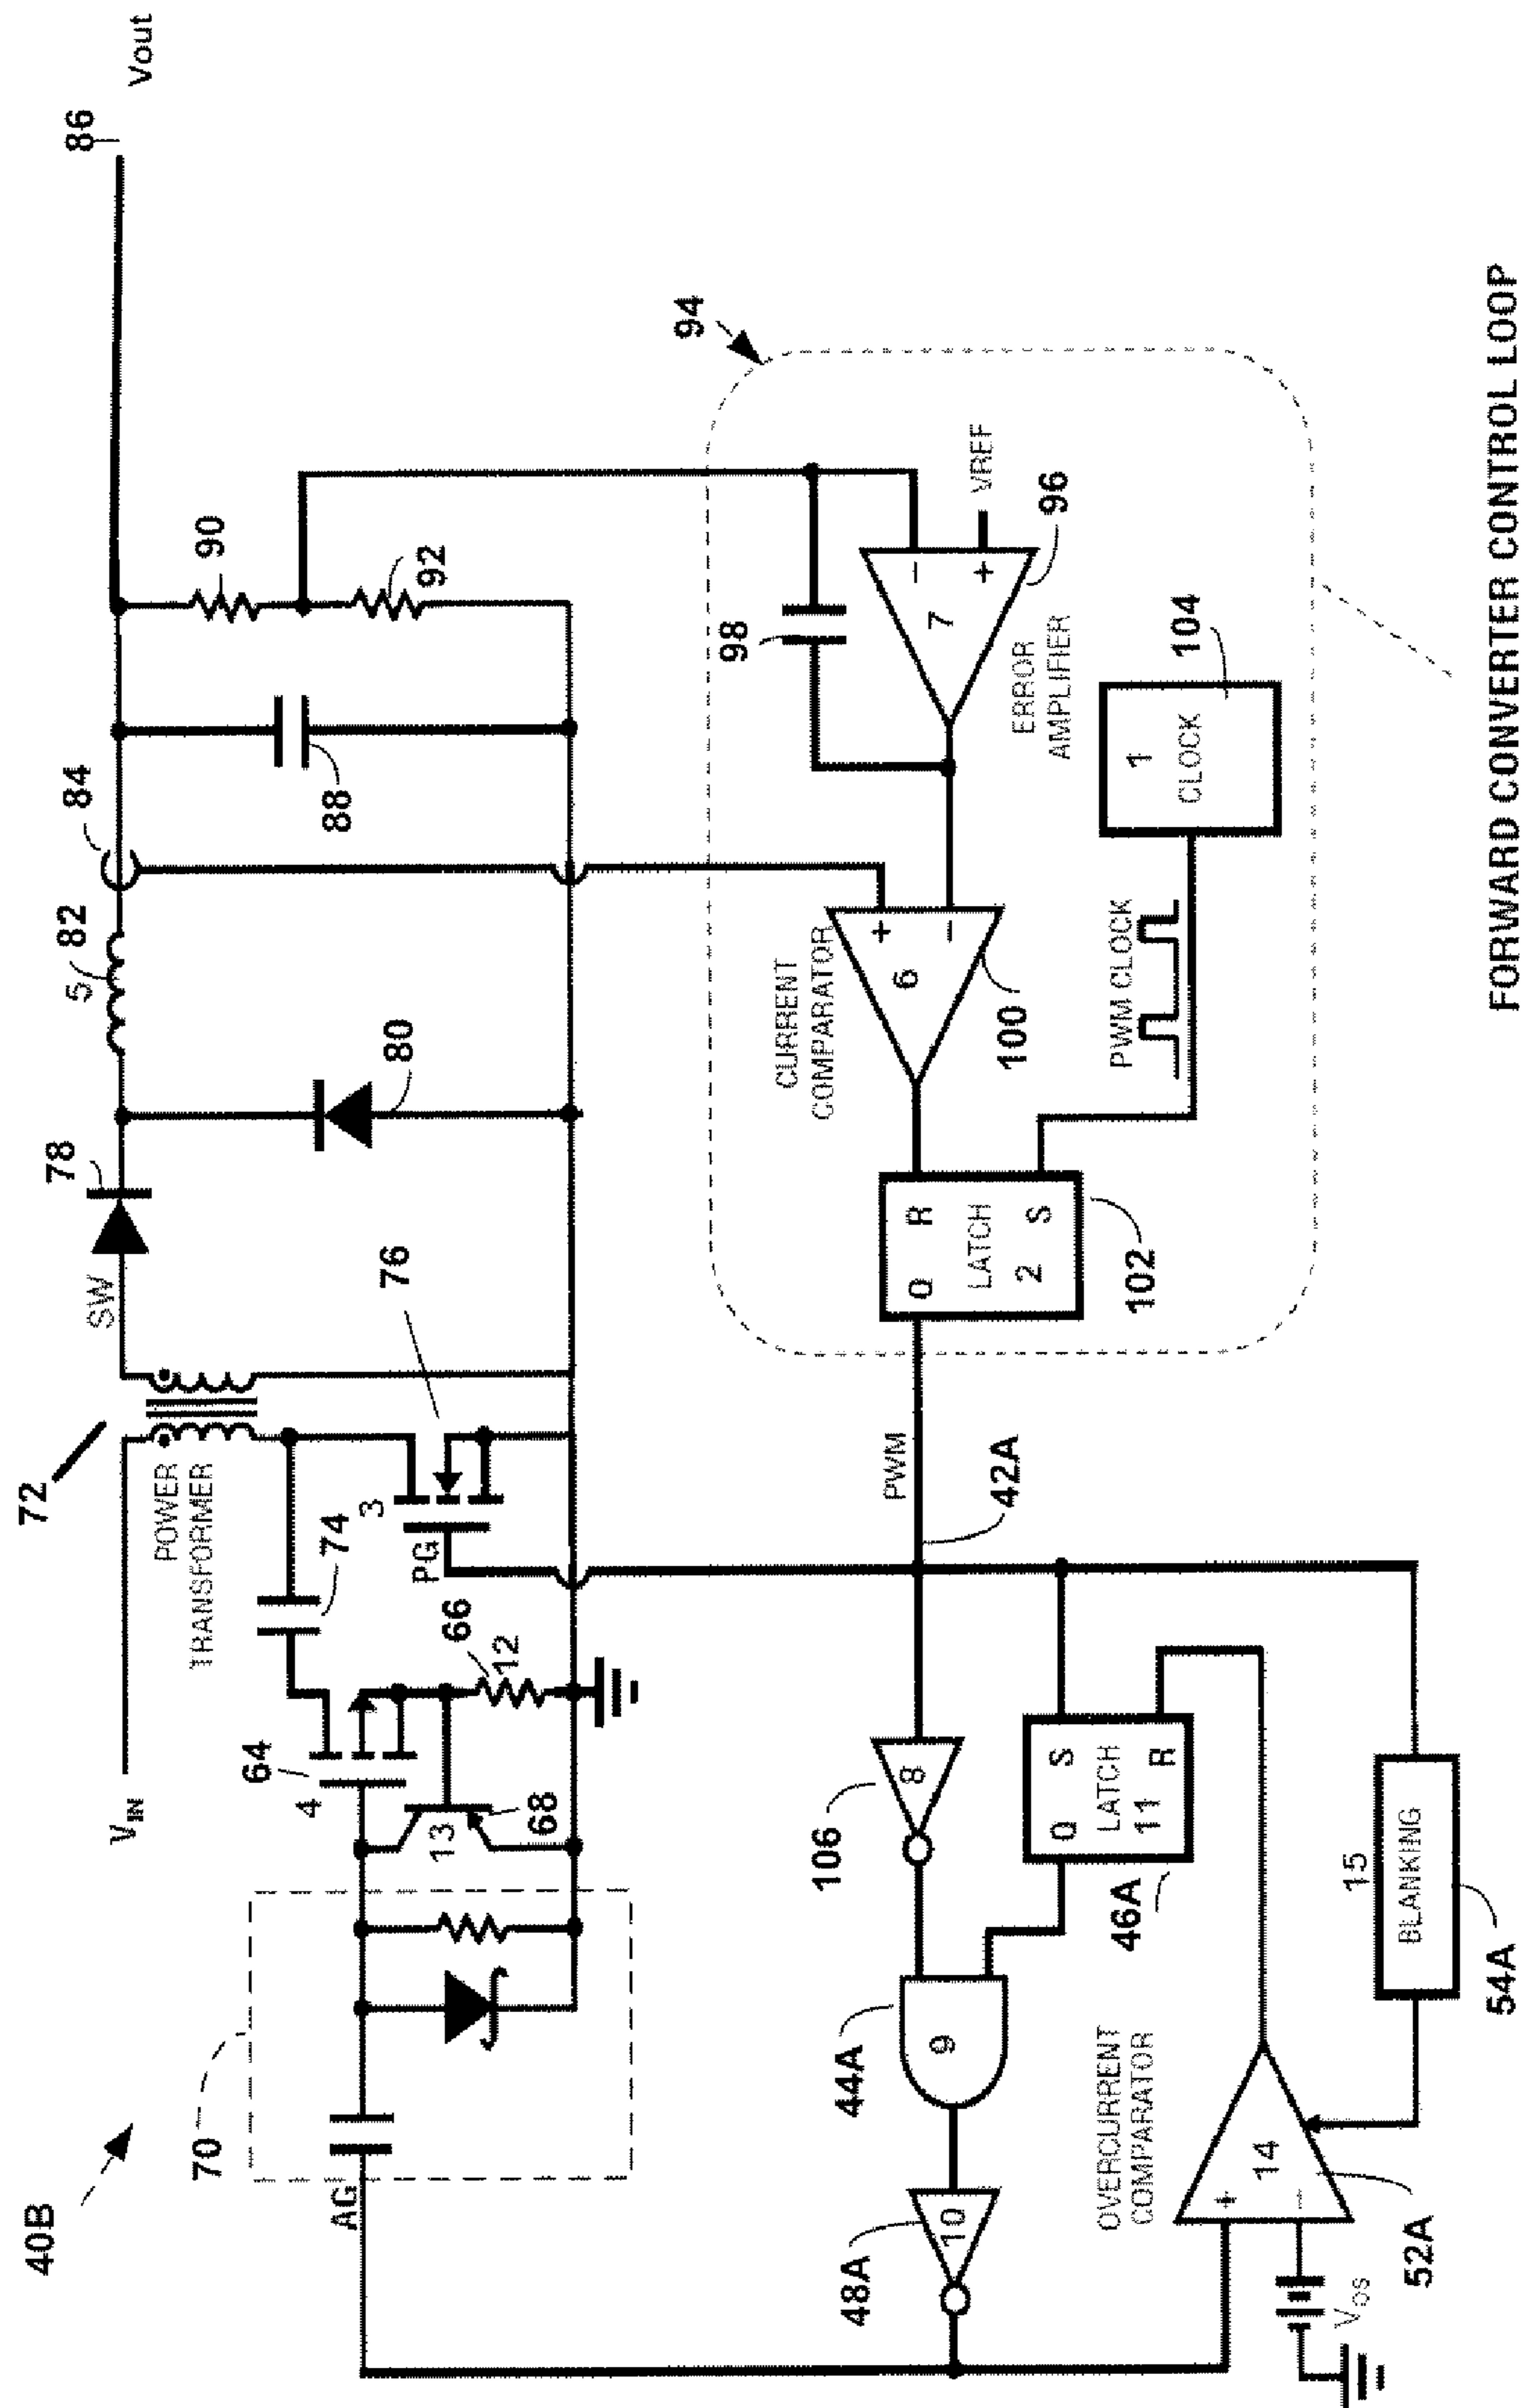 40B
72
VIN
POWER
TRANSFORMER
SW
78
80
5
82
84
86
Vout
88
90
92
70
AG
64
4
13
68
66
12
74
PG
3
76
94
98
7
VREF
96
ERROR
AMPLIFIER
CURRENT
COMPARATOR
6
100
PWM CLOCK
1
CLOCK
104
Q R
LATCH
2 S
102
PWM
42A
106
8
44A
9
48A
10
Q S
LATCH
11 R
46A
OVERCURRENT
COMPARATOR
14
52A
VOS
15
BLANKING
54A
FORWARD CONVERTER CONTROL LOOP
+
−
+
−
+
−